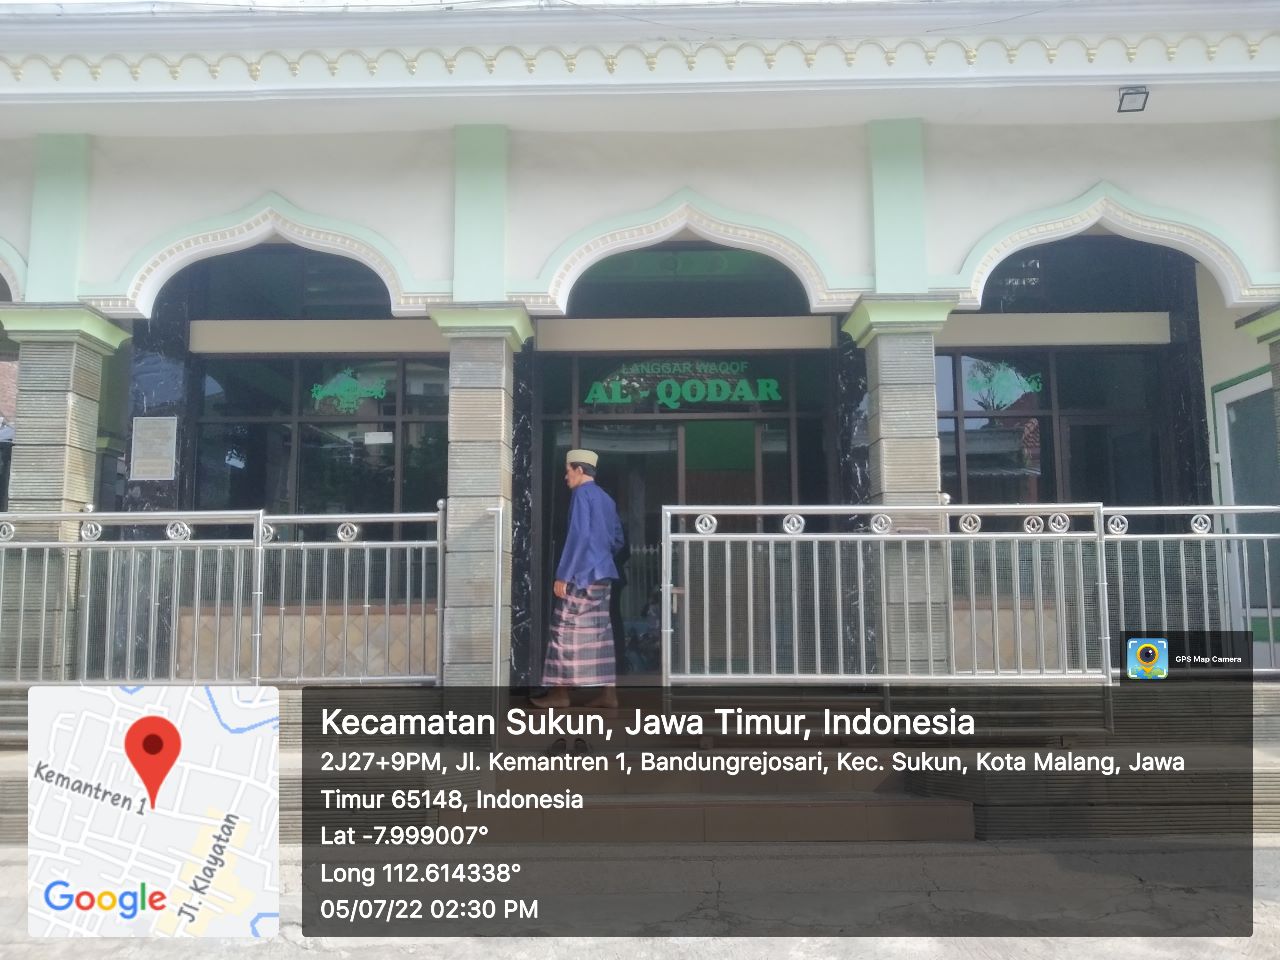 LANGGAR WAQOF
AL - QODAR
GPS Map Camera
Kemantren 1
Jl. Klayatan
Google
Kecamatan Sukun, Jawa Timur, Indonesia
2J27+9PM, Jl. Kemantren 1, Bandungrejosari, Kec. Sukun, Kota Malang, Jawa
Timur 65148, Indonesia
Lat -7.999007°
Long 112.614338°
05/07/22 02:30 PM